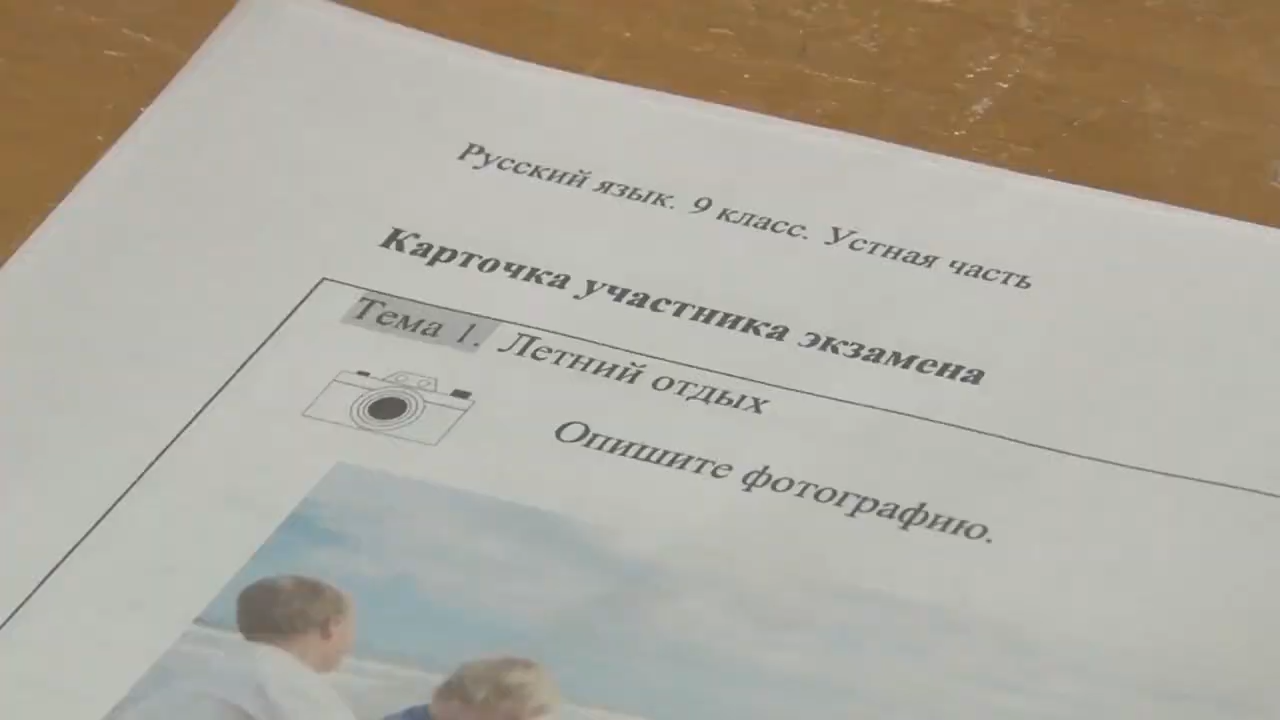 Русский язык. 9 класс. Устная часть
Карточка участника экзамена
Тема 1. Летний отдых
Опишите фотографию.